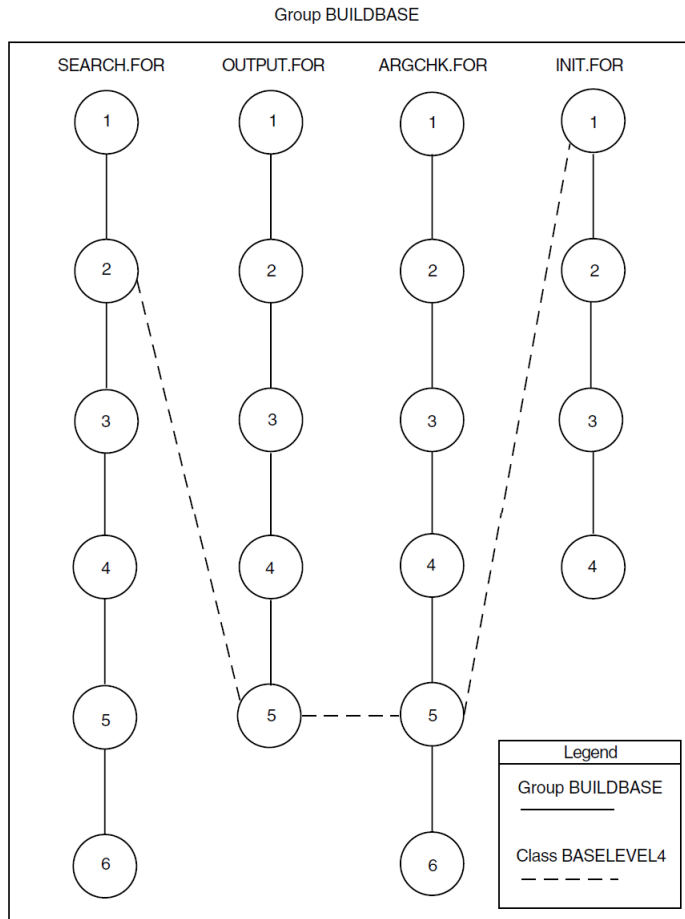 Group BUILDBASE
SEARCH.FOR OUTPUT.FOR ARGCHK.FOR INIT.FOR
1 1 1 1
2 2 2 2
3 3 3 3
4 4 4 4
5 5 5
6 6
Legend
Group BUILDBASE
Class BASELEVEL4